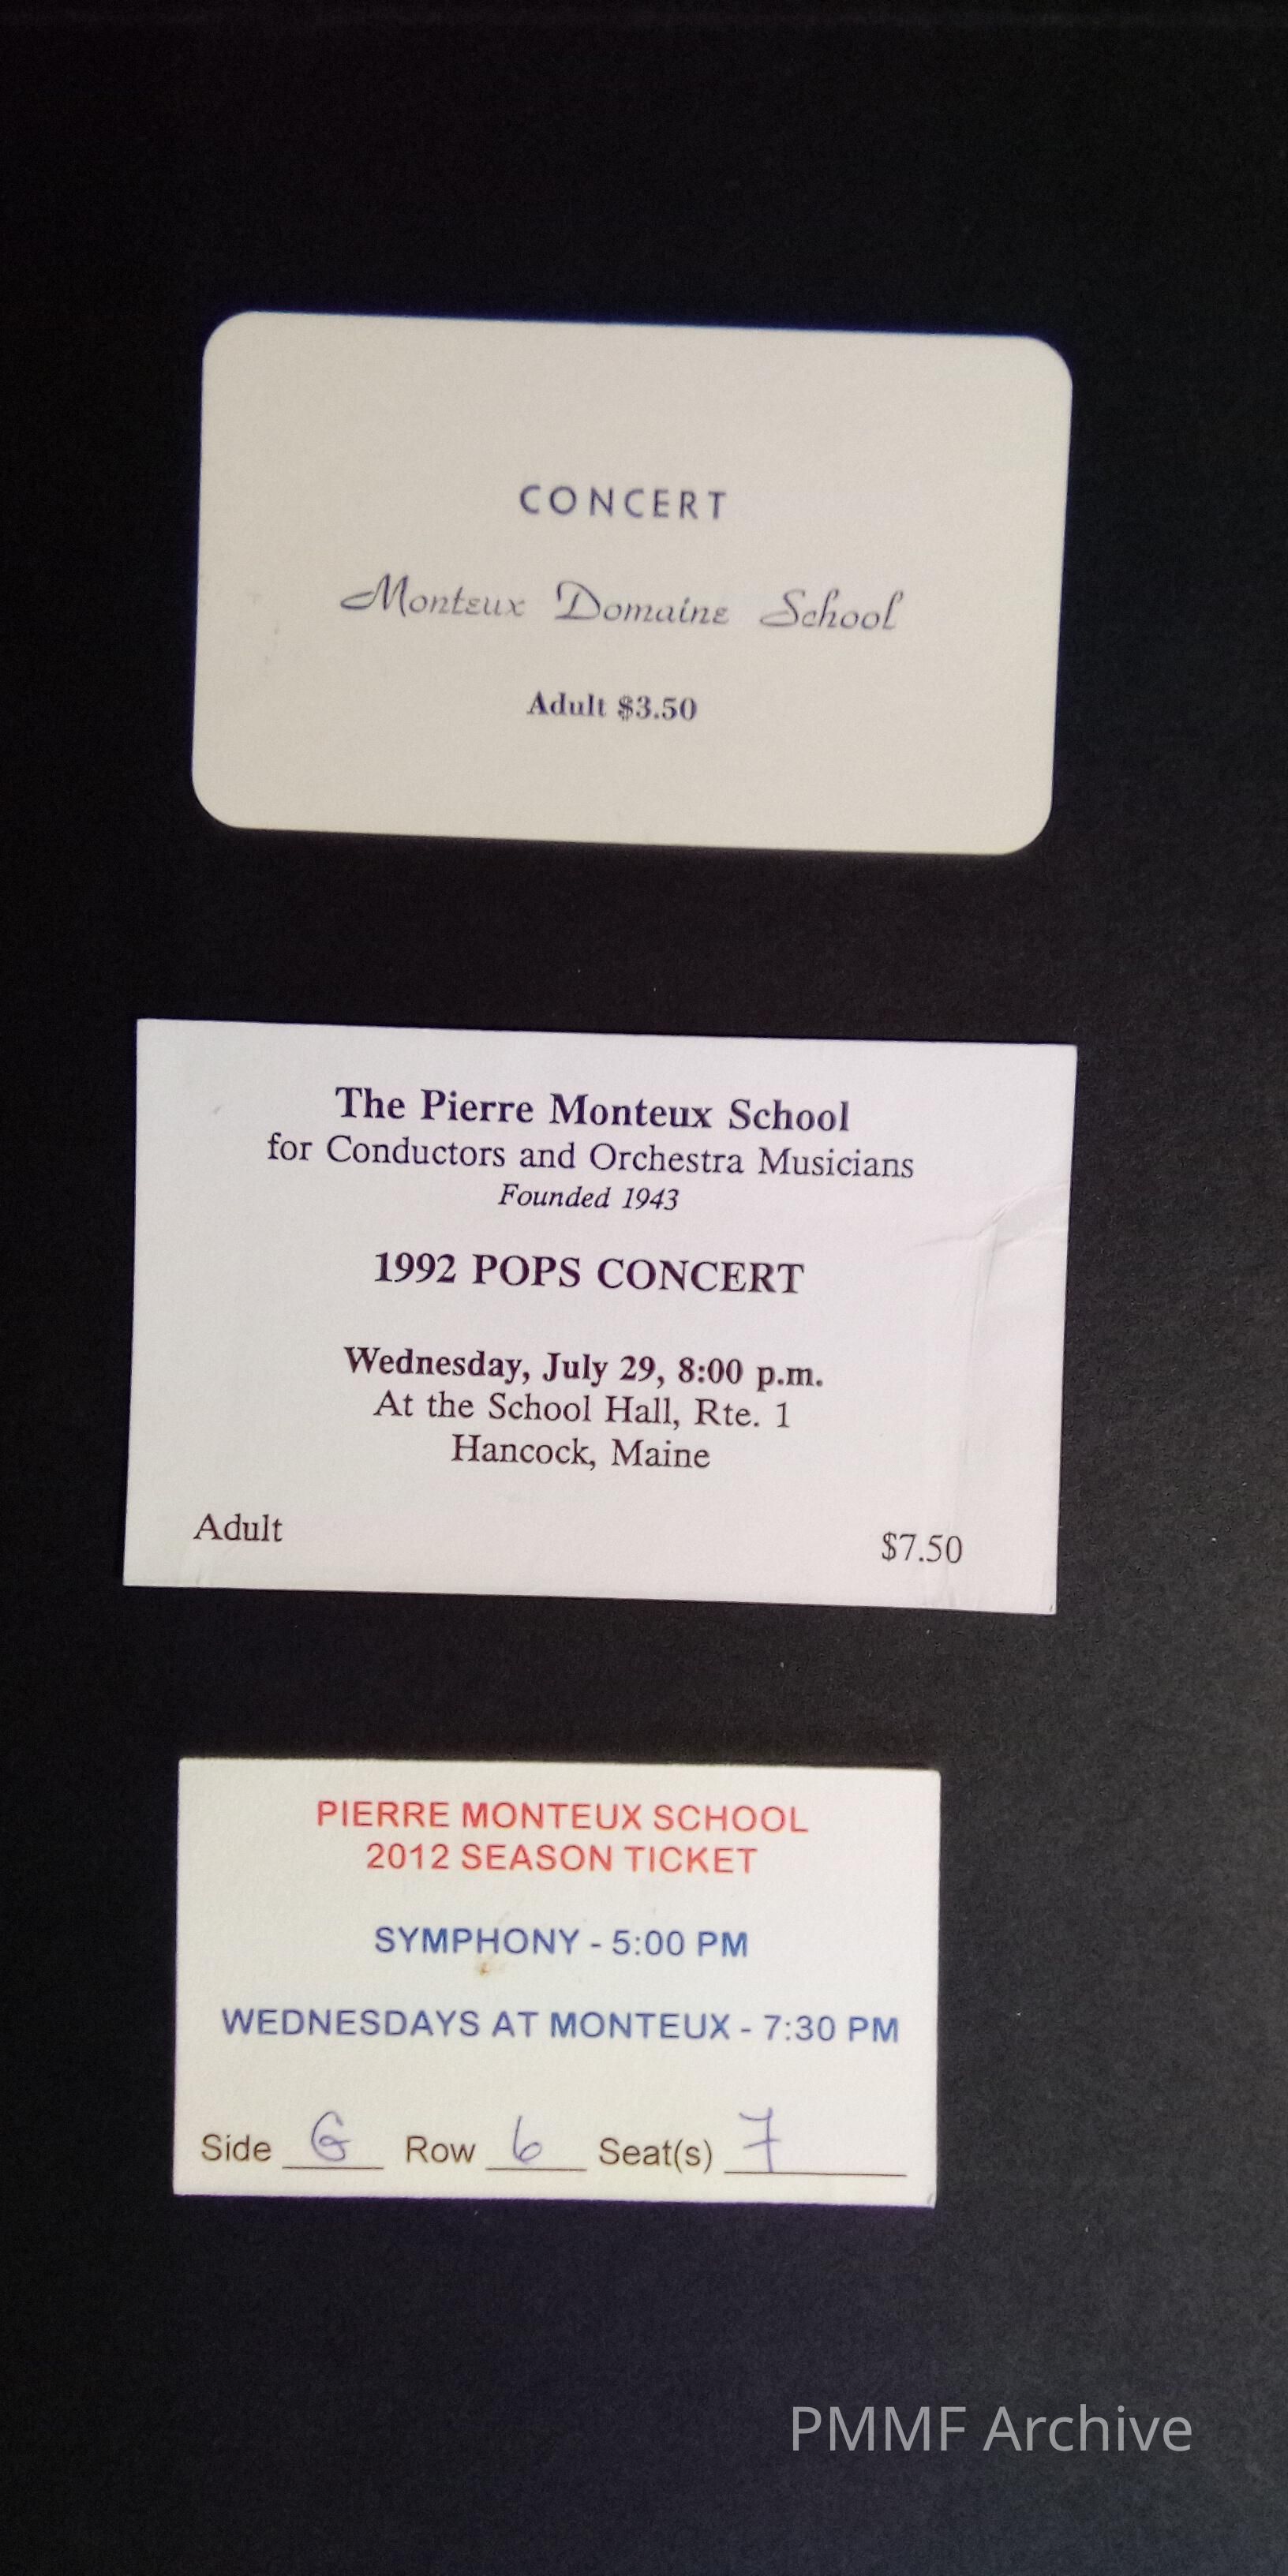 CONCERT
Monteux Domaine School
Adult $3.50
The Pierre Monteux School
for Conductors and Orchestra Musicians
Founded 1943
1992 POPS CONCERT
Wednesday, July 29, 8:00 p.m.
At the School Hall, Rte. 1
Hancock, Maine
Adult $7.50
PIERRE MONTEUX SCHOOL
2012 SEASON TICKET
SYMPHONY - 5:00 PM
WEDNESDAYS AT MONTEUX - 7:30 PM
Side G Row 6 Seat(s) 7
PMMF Archive